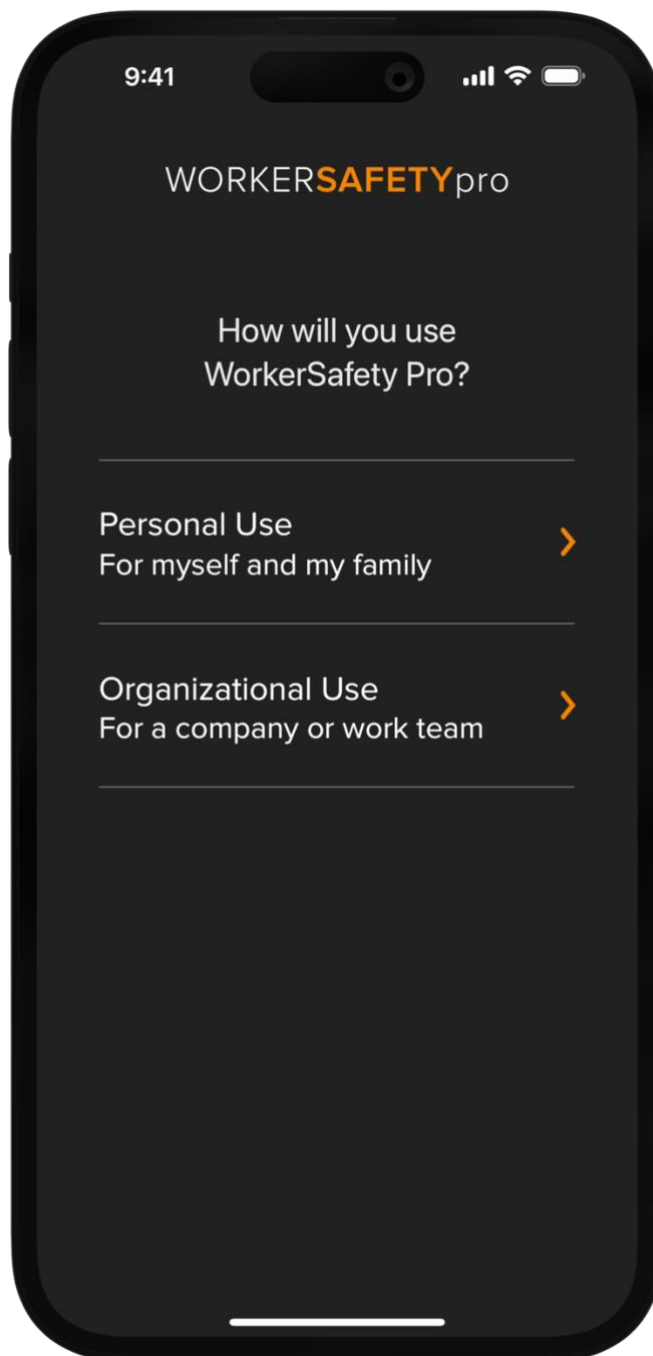 9:41
WORKERSAFETYpro
How will you use
WorkerSafety Pro?
Personal Use
For myself and my family
Organizational Use
For a company or work team